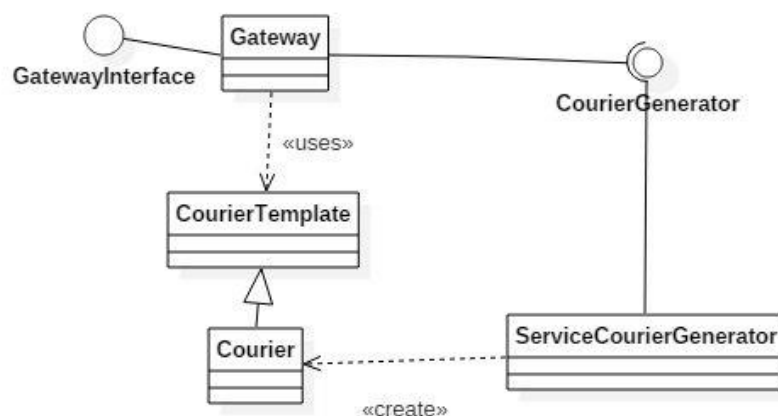 Gateway
GatewayInterface
CourierGenerator
«uses»
CourierTemplate
Courier
ServiceCourierGenerator
«create»